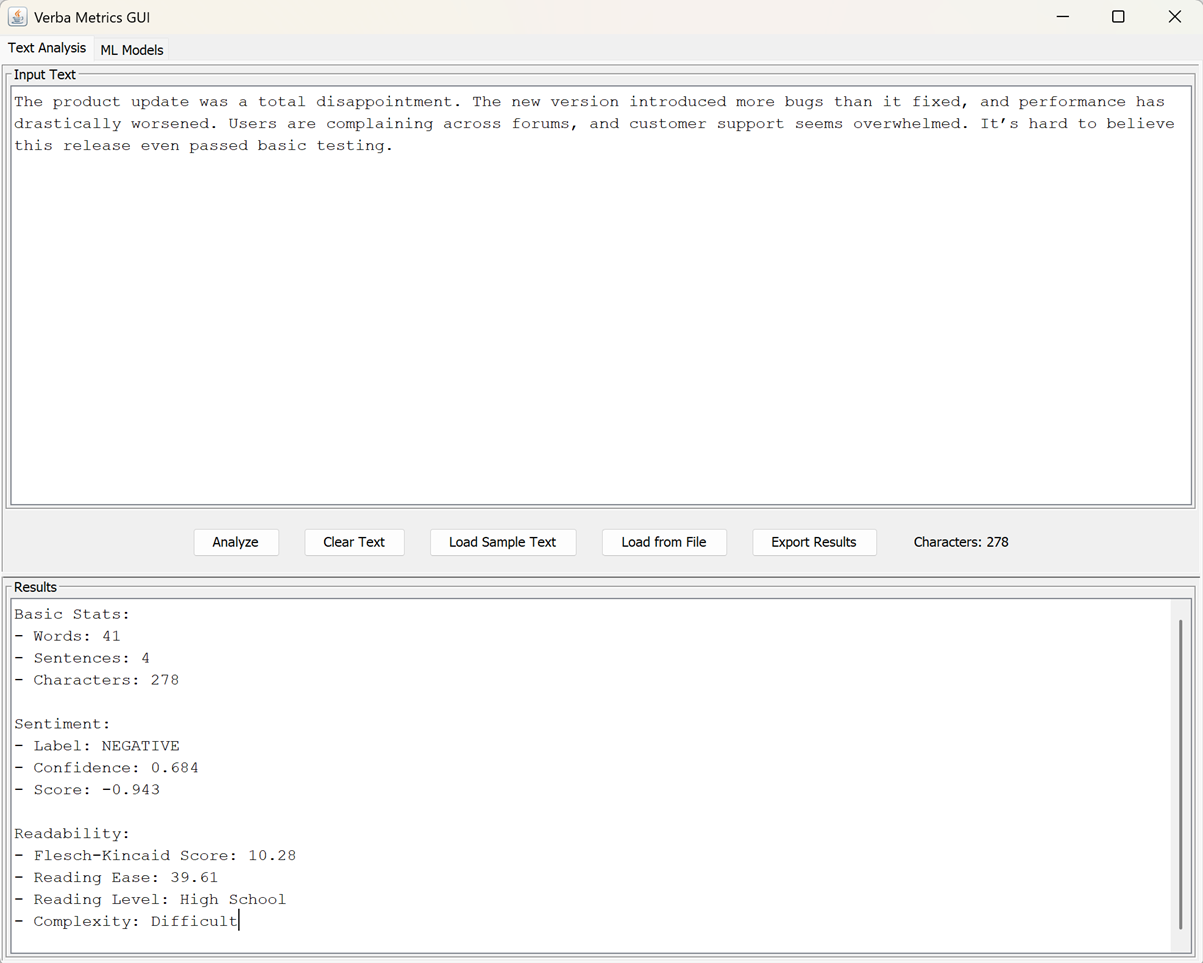 Verba Metrics GUI
Text Analysis ML Models
Input Text
The product update was a total disappointment. The new version introduced more bugs than it fixed, and performance has
drastically worsened. Users are complaining across forums, and customer support seems overwhelmed. It’s hard to believe
this release even passed basic testing.
Analyze Clear Text Load Sample Text Load from File Export Results Characters: 278
Results
Basic Stats:
- Words: 41
- Sentences: 4
- Characters: 278
Sentiment:
- Label: NEGATIVE
- Confidence: 0.684
- Score: -0.943
Readability:
- Flesch-Kincaid Score: 10.28
- Reading Ease: 39.61
- Reading Level: High School
- Complexity: Difficult